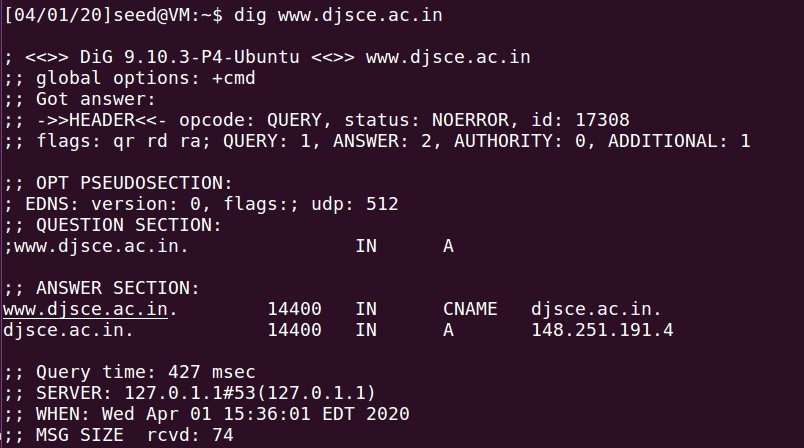 [04/01/20]seed@VM:~$ dig www.djsce.ac.in
; <<>> DiG 9.10.3-P4-Ubuntu <<>> www.djsce.ac.in
;; global options: +cmd
;; Got answer:
;; ->>HEADER<<- opcode: QUERY, status: NOERROR, id: 17308
;; flags: qr rd ra; QUERY: 1, ANSWER: 2, AUTHORITY: 0, ADDITIONAL: 1
;; OPT PSEUDOSECTION:
; EDNS: version: 0, flags:; udp: 512
;; QUESTION SECTION:
;www.djsce.ac.in. IN A
;; ANSWER SECTION:
www.djsce.ac.in. 14400 IN CNAME djsce.ac.in.
djsce.ac.in. 14400 IN A 148.251.191.4
;; Query time: 427 msec
;; SERVER: 127.0.1.1#53(127.0.1.1)
;; WHEN: Wed Apr 01 15:36:01 EDT 2020
;; MSG SIZE rcvd: 74